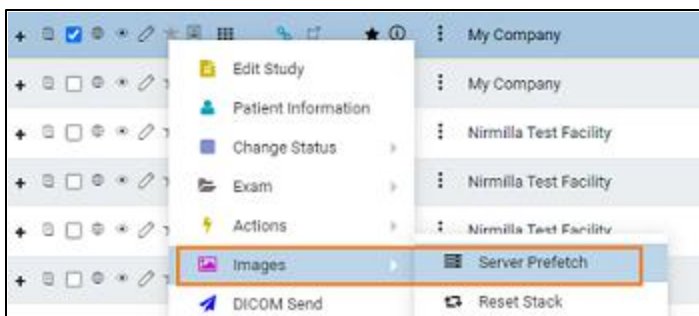 My Company
Edit Study
Patient Information
My Company
Change Status
Nirmilla Test Facility
Exam
Nirmilla Test Facility
Actions
Nirmilla Test Facility
Images
Server Prefetch
DICOM Send
Reset Stack